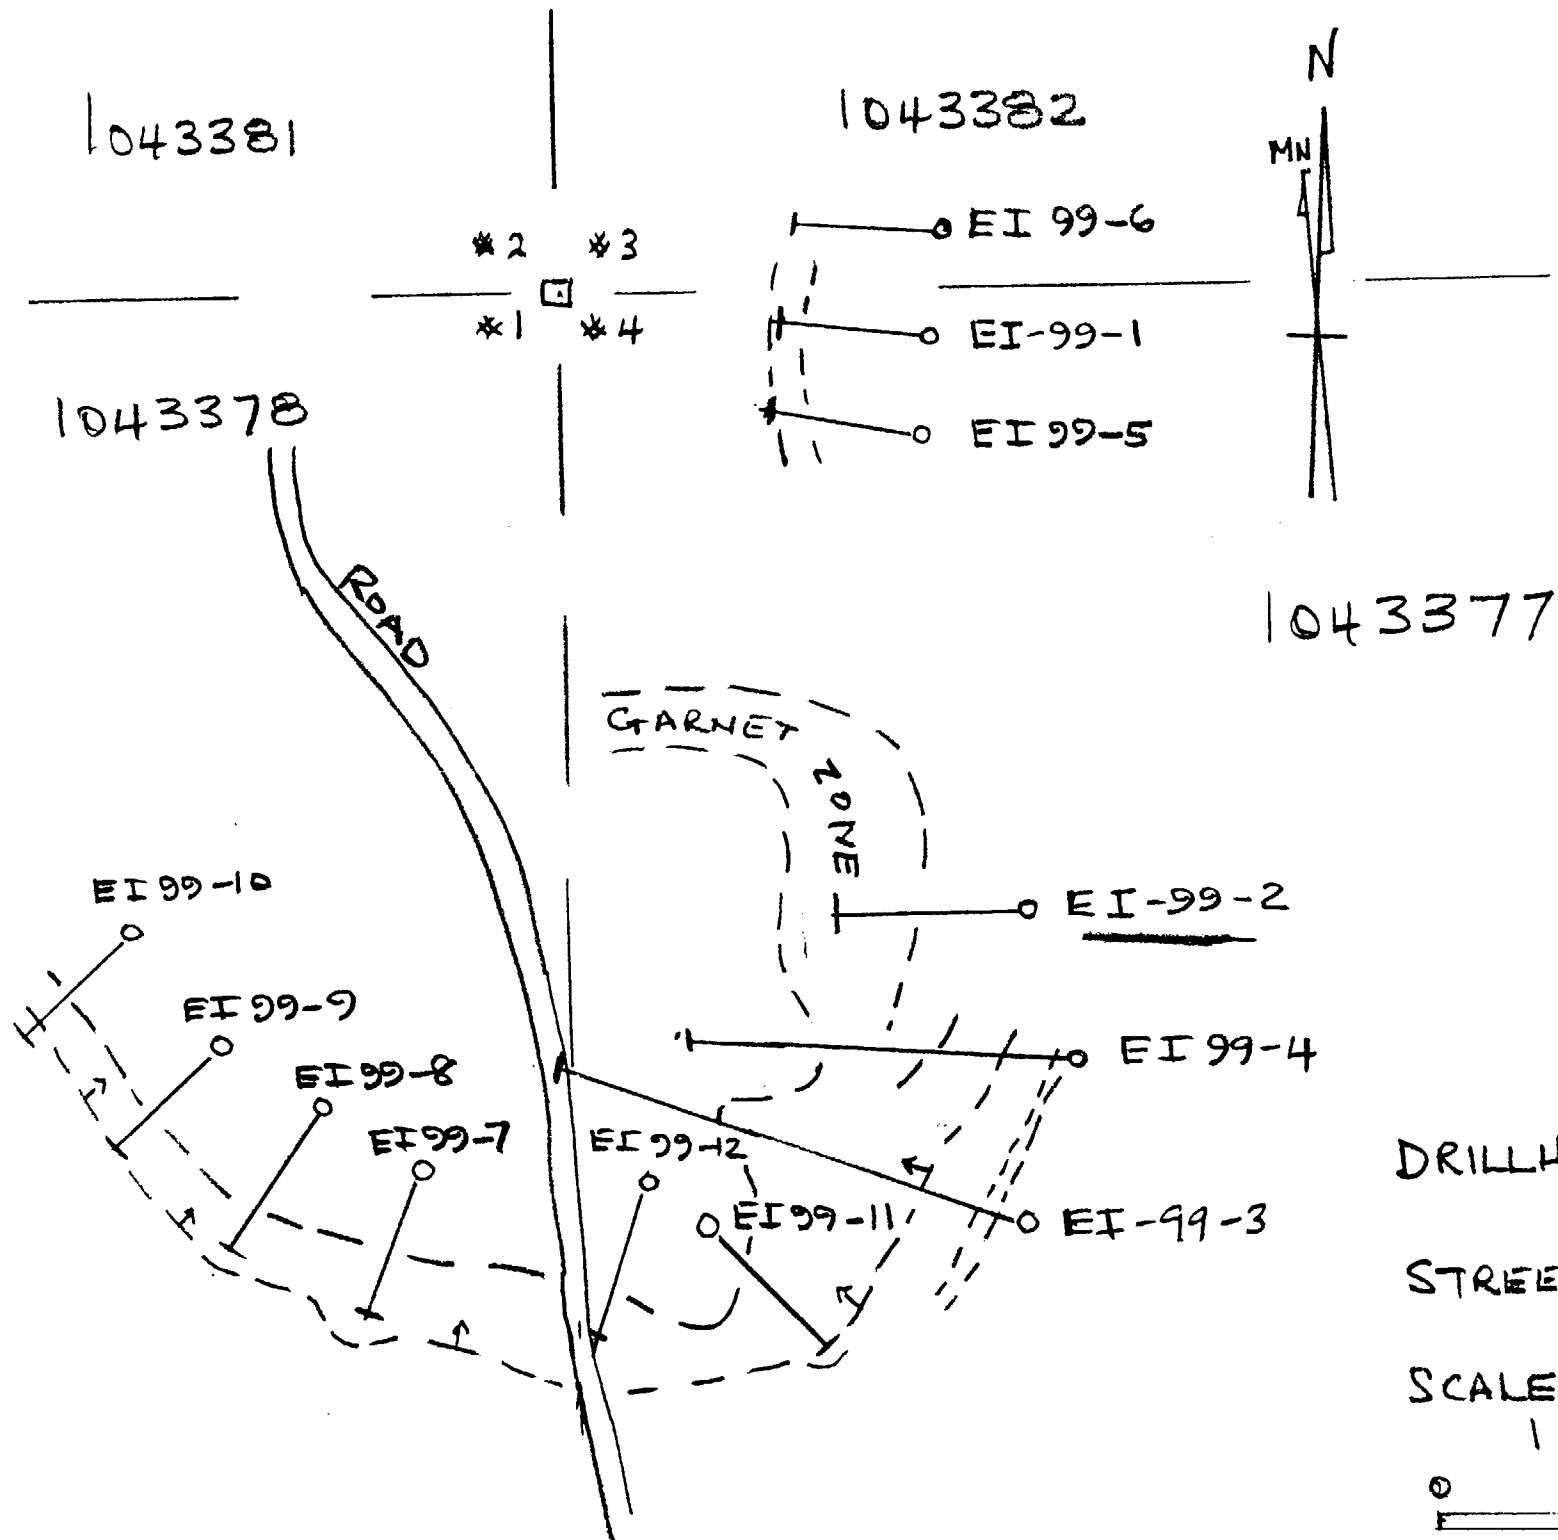 N
1043381
1043382
MN
EI 99-6
*2 *3
*1 *4
EI-99-1
1043378
EI 99-5
ROAD
1043377
GARNET
ZONE
EI 99-10
EI-99-2
EI 99-9
EI 99-4
EI 99-8
EI 99-7
EI 99-12
EI 99-11
EI-99-3
DRILLH
STREE
SCALE
1
0